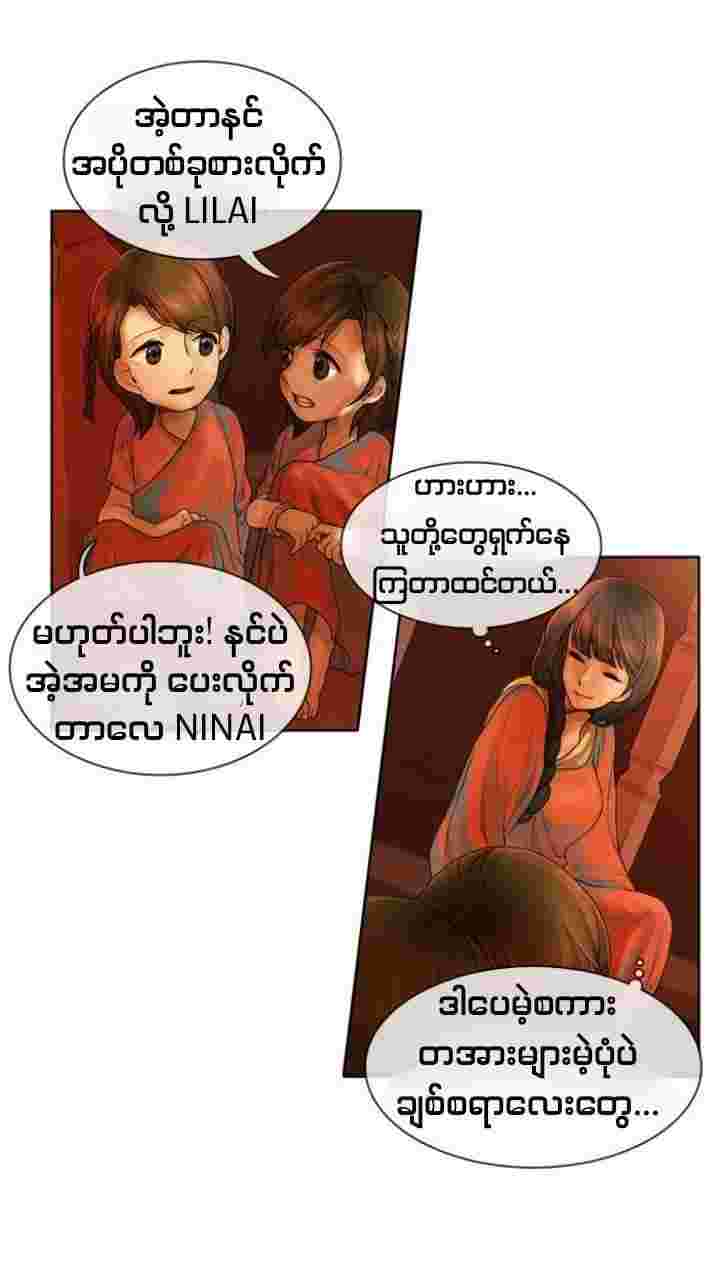 အဲ့တာနင်
အပိုတစ်ခုစားလိုက်
လို့ LILAI
မဟုတ်ပါဘူး! နင်ပဲ
အဲ့အမကို ပေးလိုက်
တာလေ NINAI
ဟားဟား...
သူတို့တွေရှက်နေ
ကြတာထင်တယ်...
ဒါပေမဲ့စကား
တအားများမဲ့ပုံပဲ
ချစ်စရာလေးတွေ...